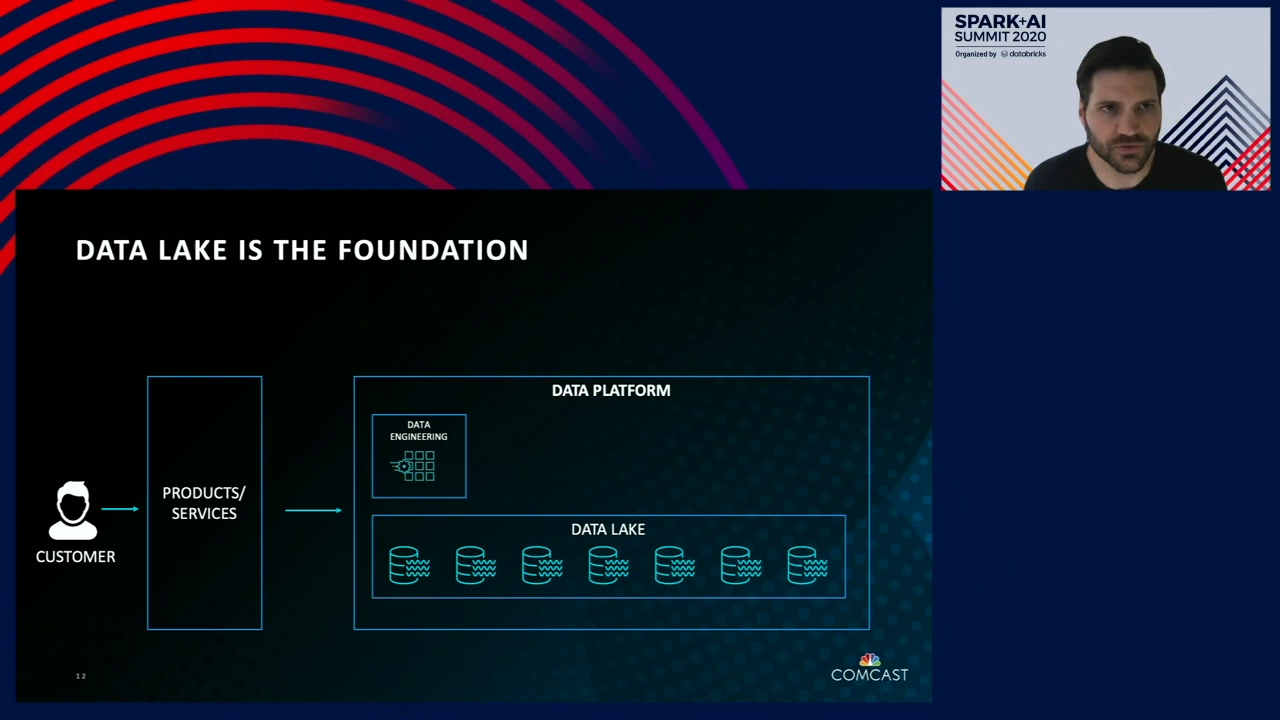 SPARK+AI
SUMMIT 2020
Organized by databricks
DATA LAKE IS THE FOUNDATION
DATA PLATFORM
DATA
ENGINEERING
PRODUCTS/
SERVICES
DATA LAKE
CUSTOMER
12
COMCAST